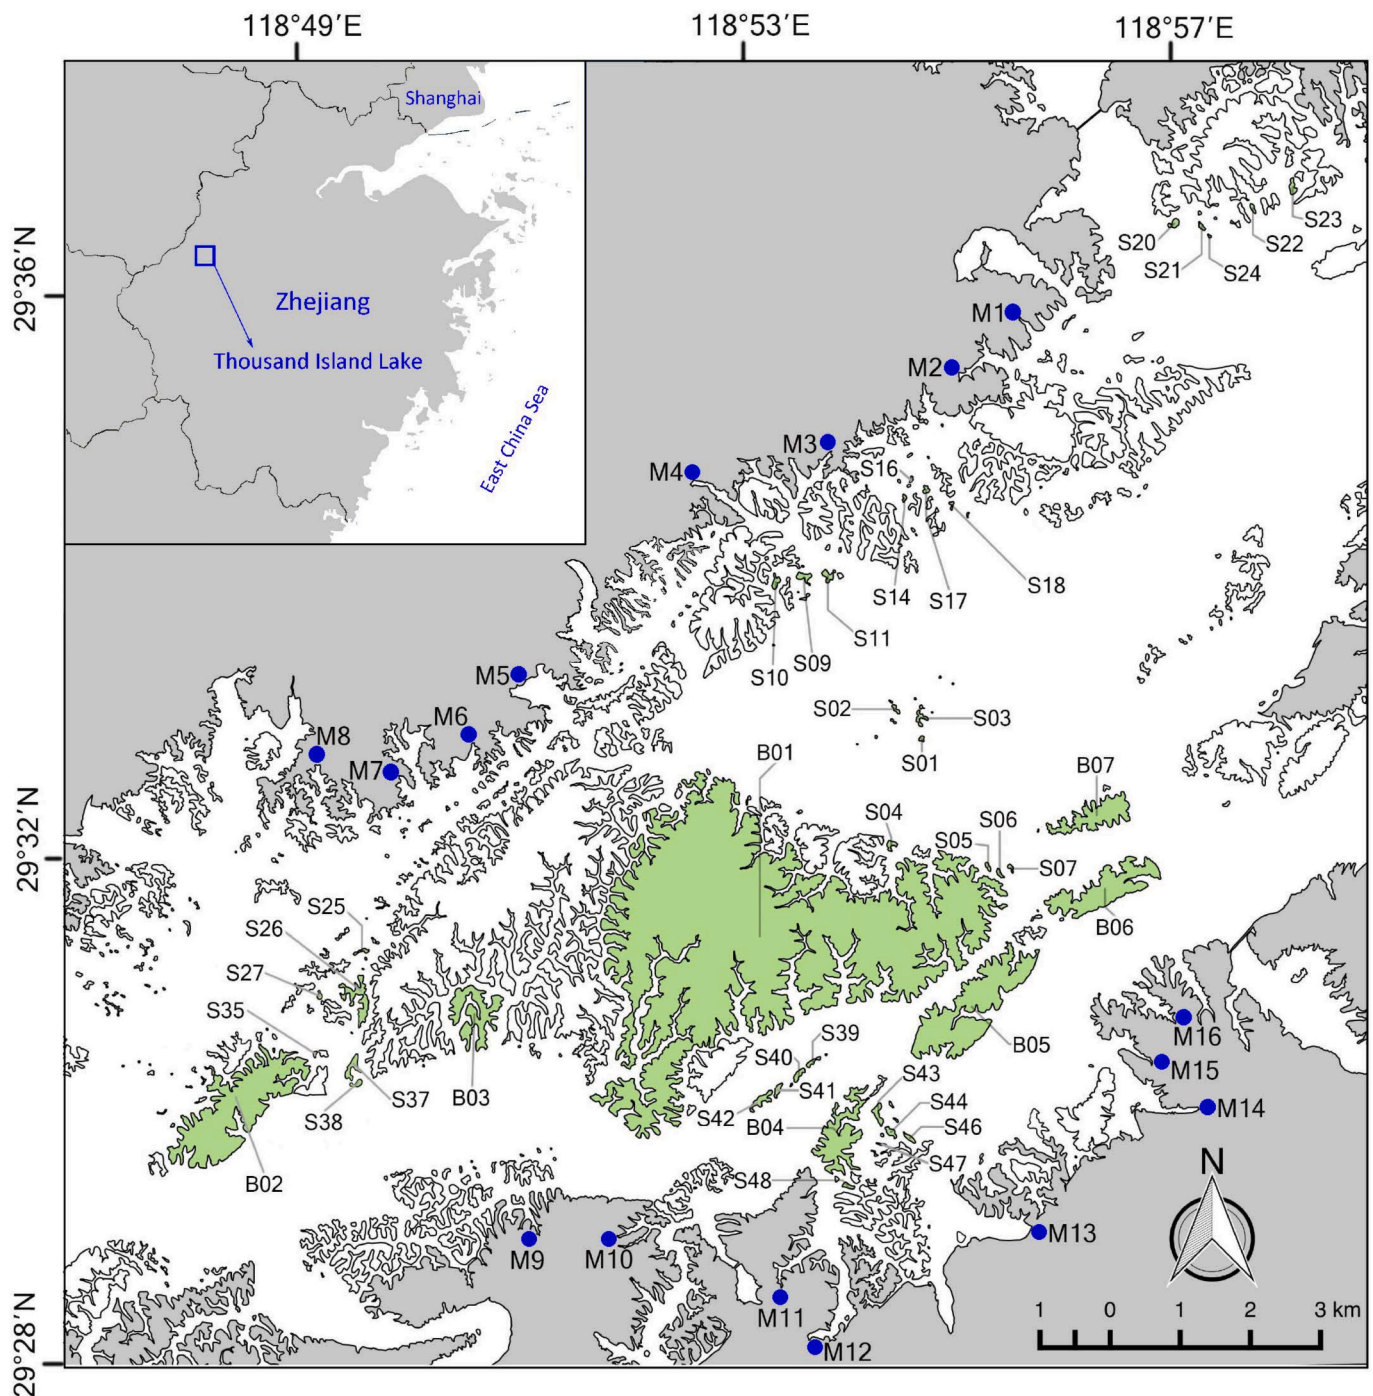 118°49′E
118°53′E
118°57′E
29°36′N
29°32′N
29°28′N
Shanghai
Zhejiang
Thousand Island Lake
East China Sea
S23
S20
S22
S21
S24
M1
M2
M3
M4
S16
S18
S14
S17
S11
S09
S10
M5
S02
S03
M6
M8
B01
S01
M7
B07
S04
S06
S05
S07
S25
B06
S26
S27
S35
M16
S39
B05
S40
M15
S43
S41
S37
B03
S44
M14
S38
S42
B04
S46
S47
B02
S48
N
M13
M9
M10
M11
1 0 1 2 3 km
M12